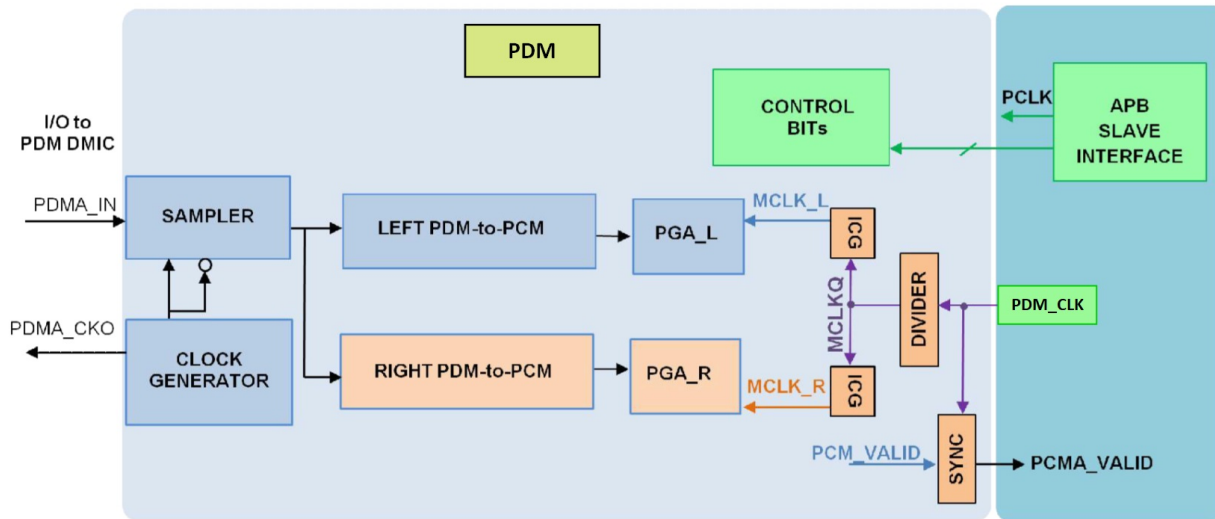 PDM
I/O to
PDM DMIC
CONTROL
BITs
PCLK
APB
SLAVE
INTERFACE
PDMA_IN
SAMPLER
LEFT PDM-to-PCM
PGA_L
MCLK_L
ICG
MCLKQ
DIVIDER
PDM_CLK
PDMA_CKO
CLOCK
GENERATOR
RIGHT PDM-to-PCM
PGA_R
MCLK_R
ICG
PCM_VALID
SYNC
PCMA_VALID